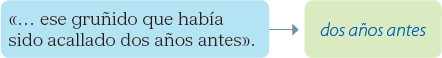 «… ese gruñido que había
sido acallado dos años antes».
dos años antes